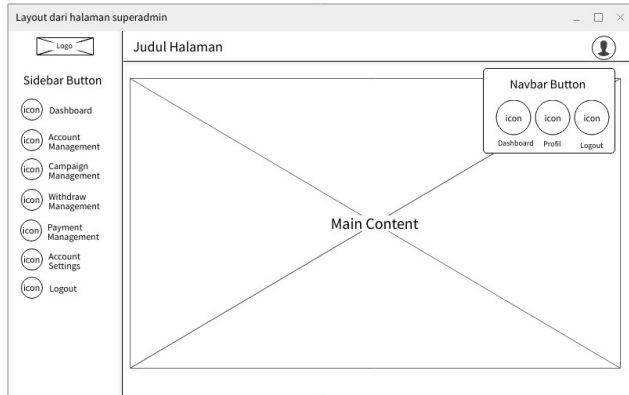 Layout dari halaman superadmin
Logo
Judul Halaman
Sidebar Button
icon
Dashboard
icon
Account
Management
icon
Campaign
Management
icon
Withdraw
Management
icon
Payment
Management
icon
Account
Settings
icon
Logout
Navbar Button
icon
icon
icon
Dashboard
Profil
Logout
Main Content